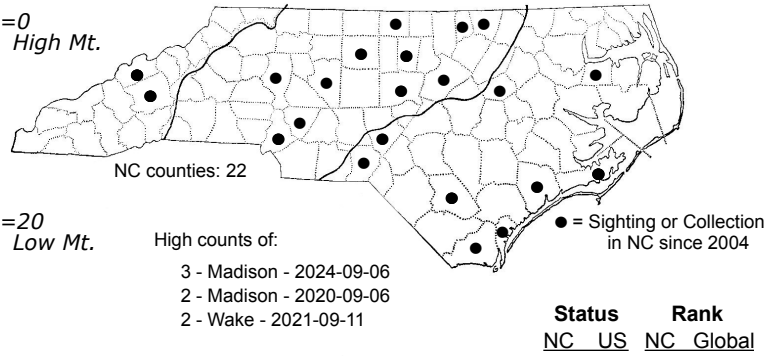 =0
High Mt.
NC counties: 22
=20
Low Mt.
High counts of:
3 - Madison - 2024-09-06
2 - Madison - 2020-09-06
2 - Wake - 2021-09-11
● = Sighting or Collection
in NC since 2004
Status Rank
NC US NC Global